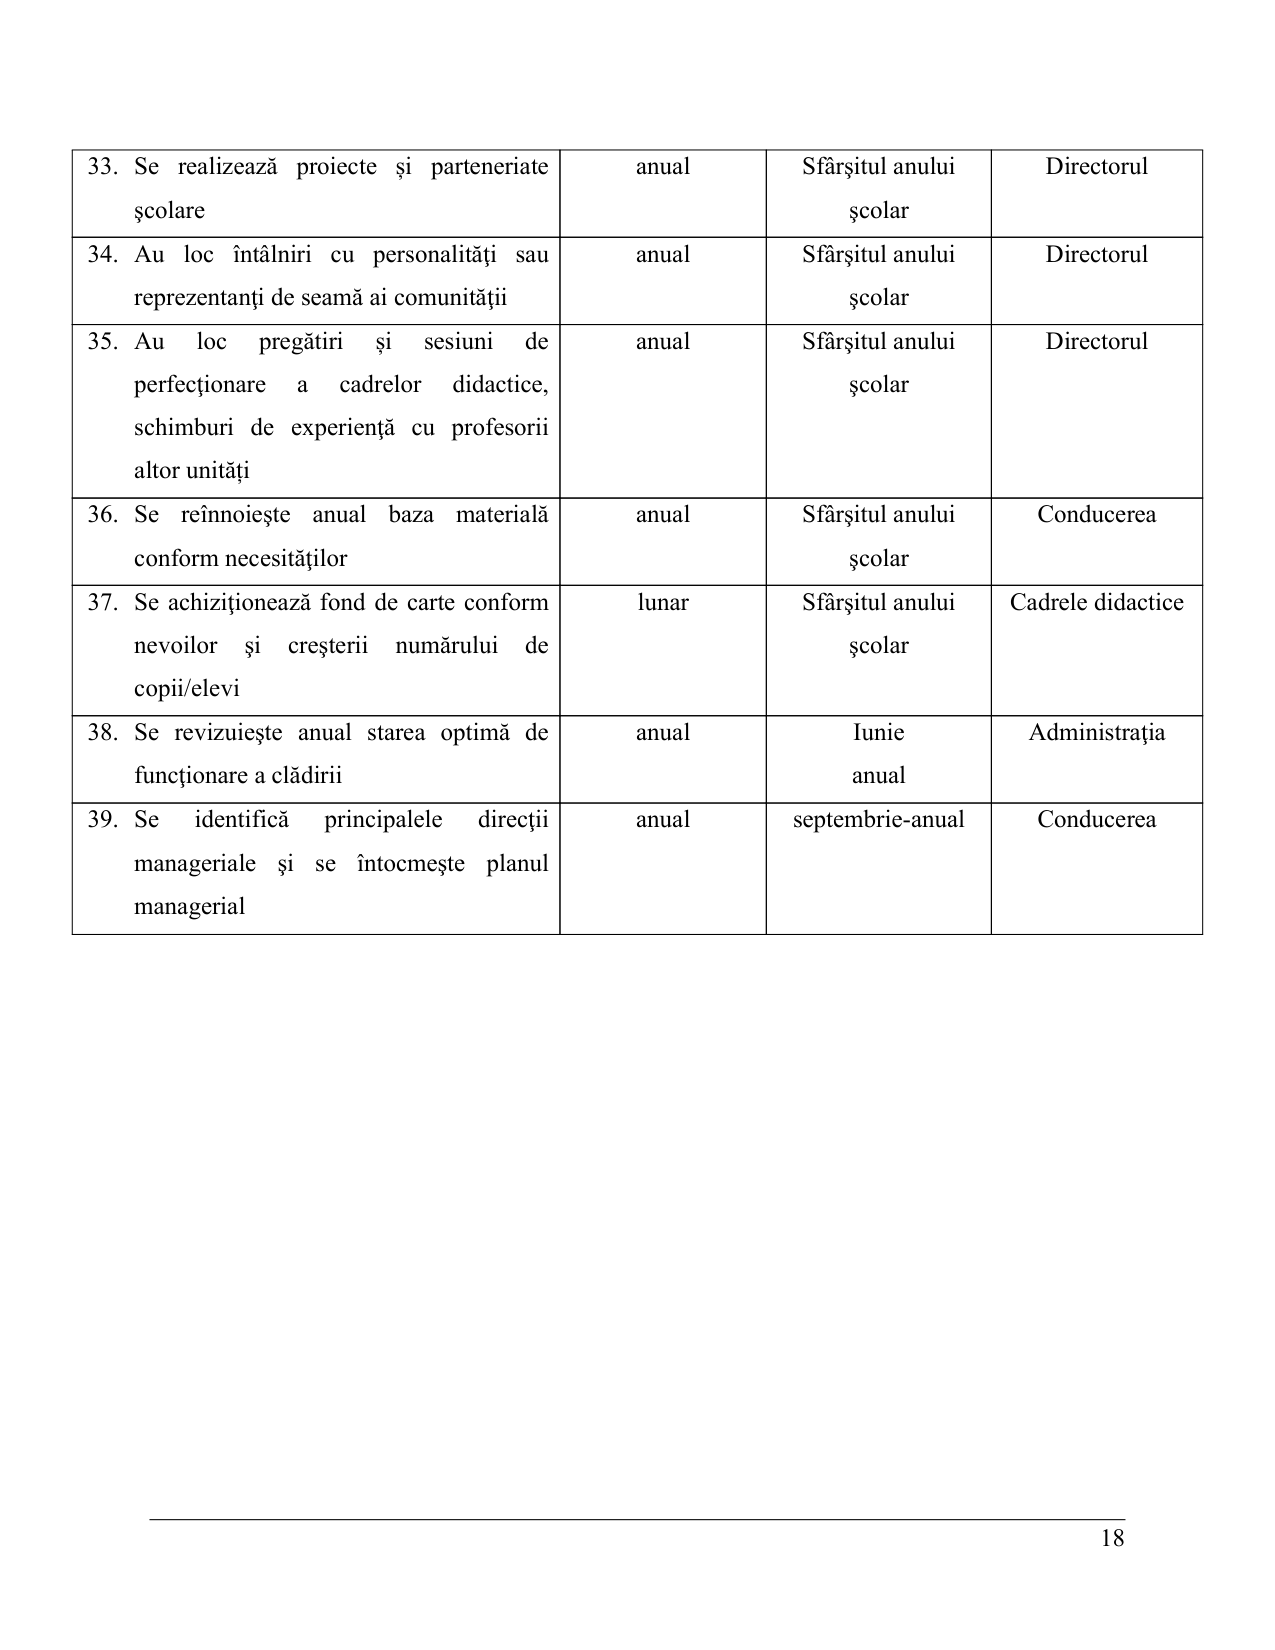 33. Se realizează proiecte și parteneriate anual Sfârşitul anului Directorul
şcolare şcolar
34. Au loc întâlniri cu personalităţi sau anual Sfârşitul anului Directorul
reprezentanţi de seamă ai comunităţii şcolar
35. Au loc pregătiri și sesiuni de anual Sfârşitul anului Directorul
perfecţionare a cadrelor didactice, şcolar
schimburi de experienţă cu profesorii
altor unități
36. Se reînnoieşte anual baza materială anual Sfârşitul anului Conducerea
conform necesităţilor şcolar
37. Se achiziţionează fond de carte conform lunar Sfârşitul anului Cadrele didactice
nevoilor şi creşterii numărului de şcolar
copii/elevi
38. Se revizuieşte anual starea optimă de anual Iunie Administraţia
funcţionare a clădirii anual
39. Se identifică principalele direcţii anual septembrie-anual Conducerea
manageriale şi se întocmeşte planul
managerial
18